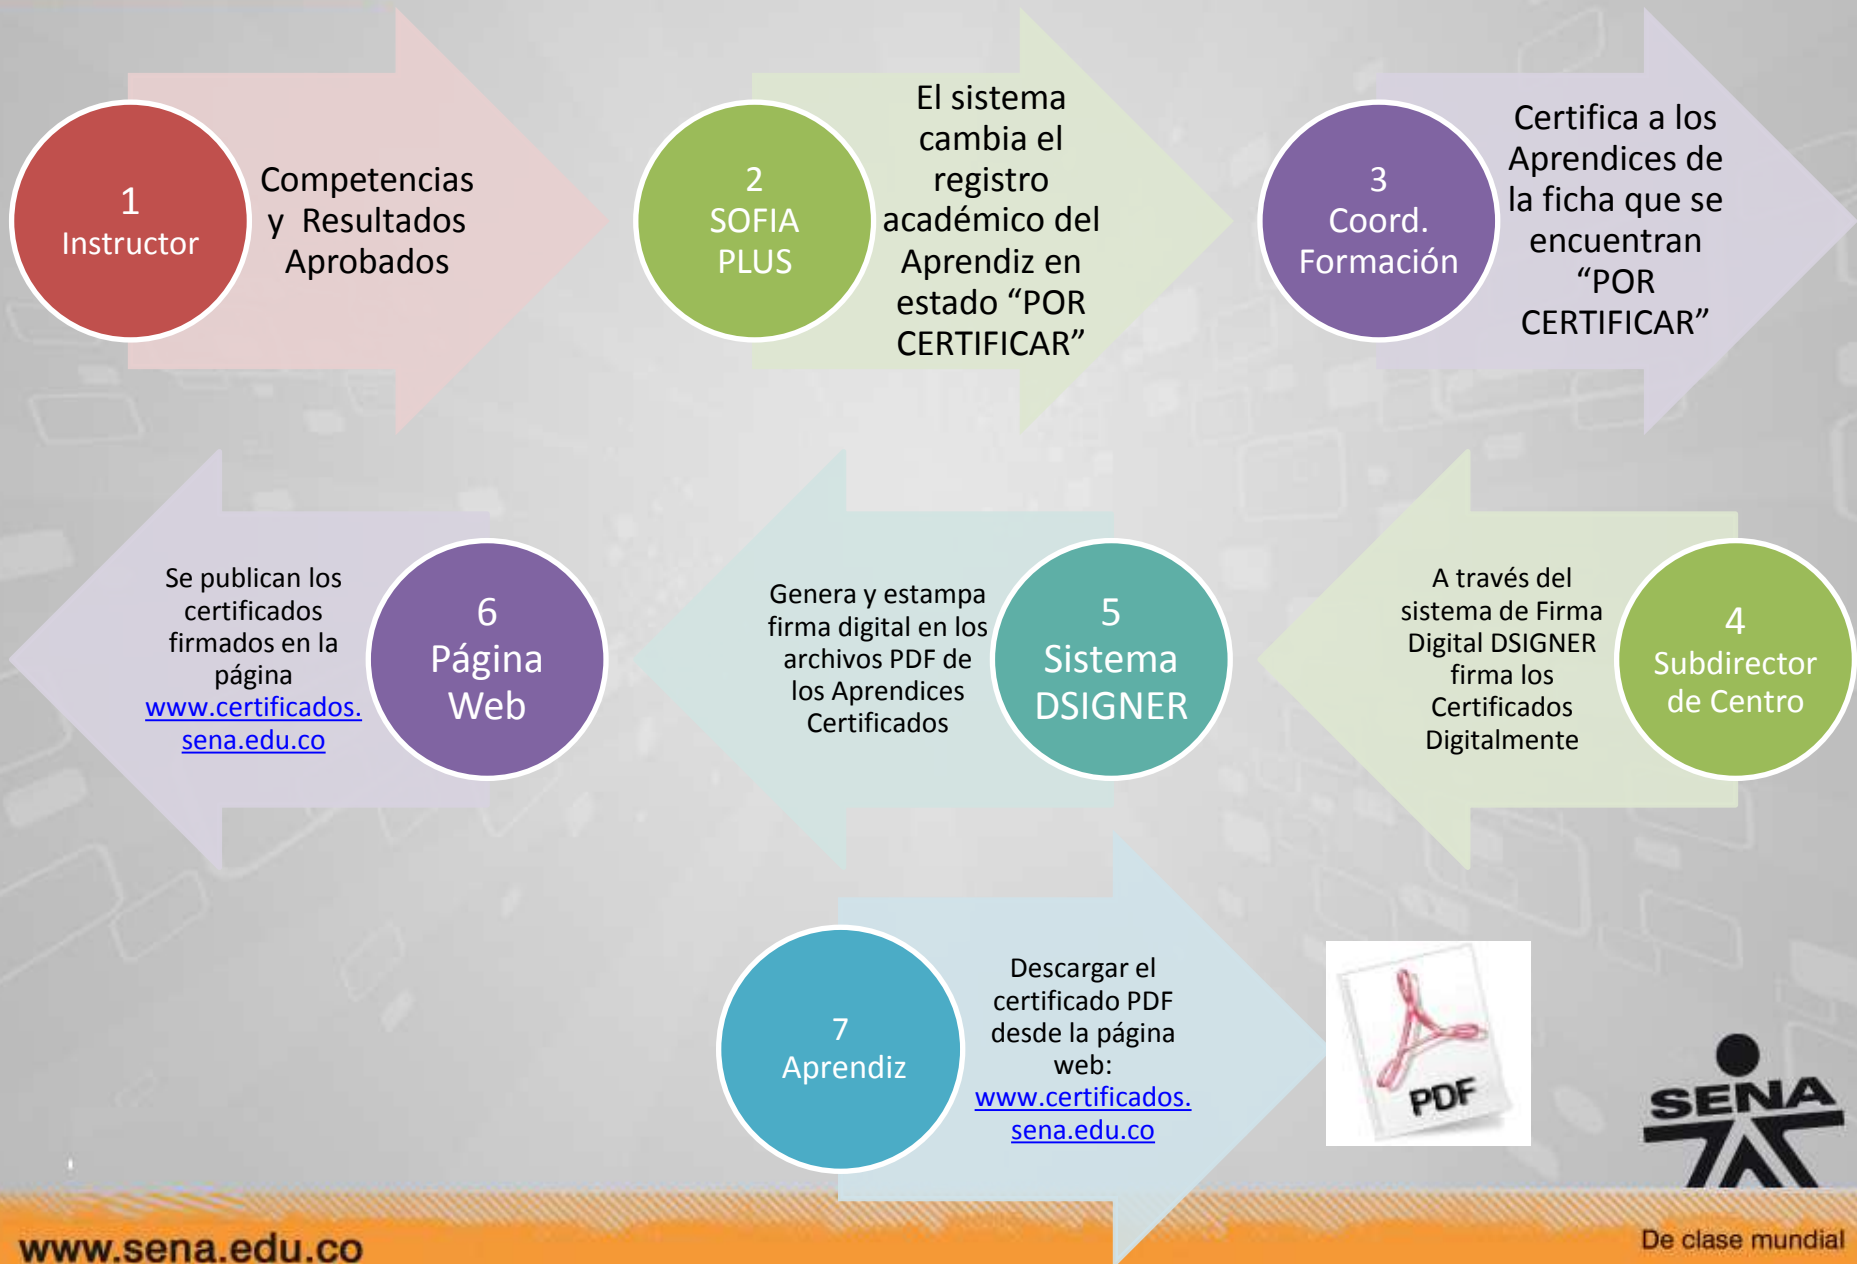 1
Instructor
Competencias
y Resultados
Aprobados
2
SOFIA
PLUS
El sistema
cambia el
registro
académico del
Aprendiz en
estado “POR
CERTIFICAR”
3
Coord.
Formación
Certifica a los
Aprendices de
la ficha que se
encuentran
“POR
CERTIFICAR”
4
Subdirector
de Centro
A través del
sistema de Firma
Digital DSIGNER
firma los
Certificados
Digitalmente
5
Sistema
DSIGNER
Genera y estampa
firma digital en los
archivos PDF de
los Aprendices
Certificados
6
Página
Web
Se publican los
certificados
firmados en la
página
www.certificados.
sena.edu.co
7
Aprendiz
Descargar el
certificado PDF
desde la página
web:
www.certificados.
sena.edu.co
PDF
SENA
www.sena.edu.co
De clase mundial